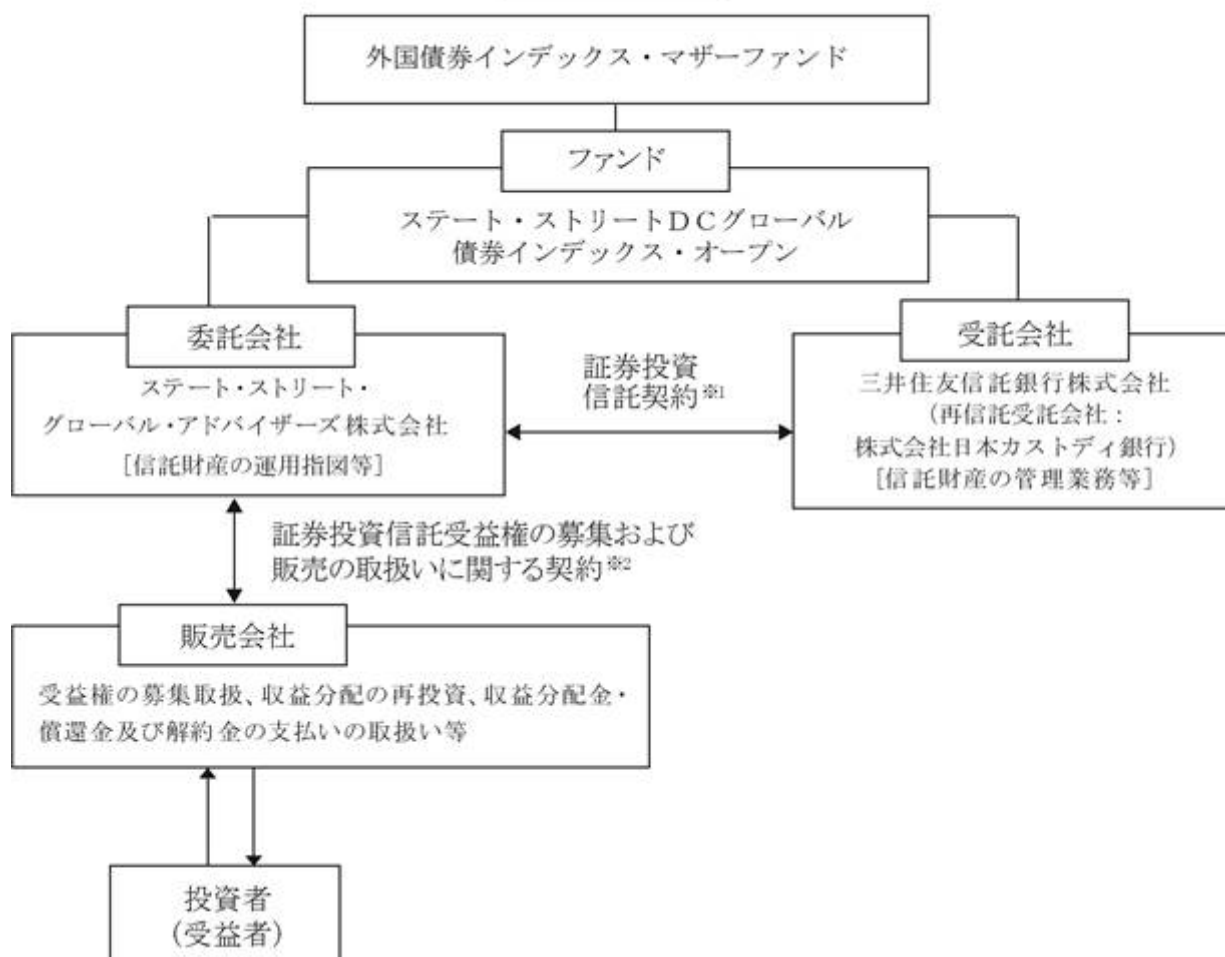 外国債券インデックス・マザーファンド
ファンド
ステート・ストリートＤＣグローバル
債券インデックス・オープン
委託会社
ステート・ストリート・
グローバル・アドバイザーズ株式会社
[信託財産の運用指図等]
証券投資
信託契約※1
受託会社
三井住友信託銀行株式会社
(再信託受託会社：
株式会社日本カストディ銀行)
[信託財産の管理業務等]
証券投資信託受益権の募集および
販売の取扱いに関する契約※2
販売会社
受益権の募集取扱、収益分配の再投資、収益分配金・
償還金及び解約金の支払いの取扱い等
投資者
(受益者)